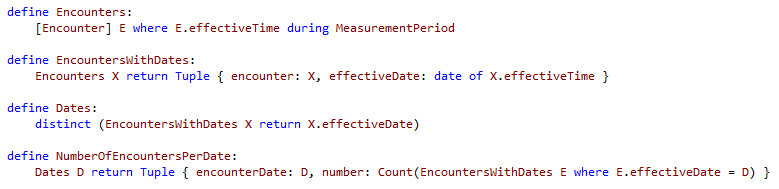 define Encounters:
    [Encounter] E where E.effectiveTime during MeasurementPeriod

define EncountersWithDates:
    Encounters X return Tuple { encounter: X, effectiveDate: date of X.effectiveTime }

define Dates:
    distinct (EncountersWithDates X return X.effectiveDate)

define NumberOfEncountersPerDate:
    Dates D return Tuple { encounterDate: D, number: Count(EncountersWithDates E where E.effectiveDate = D) }